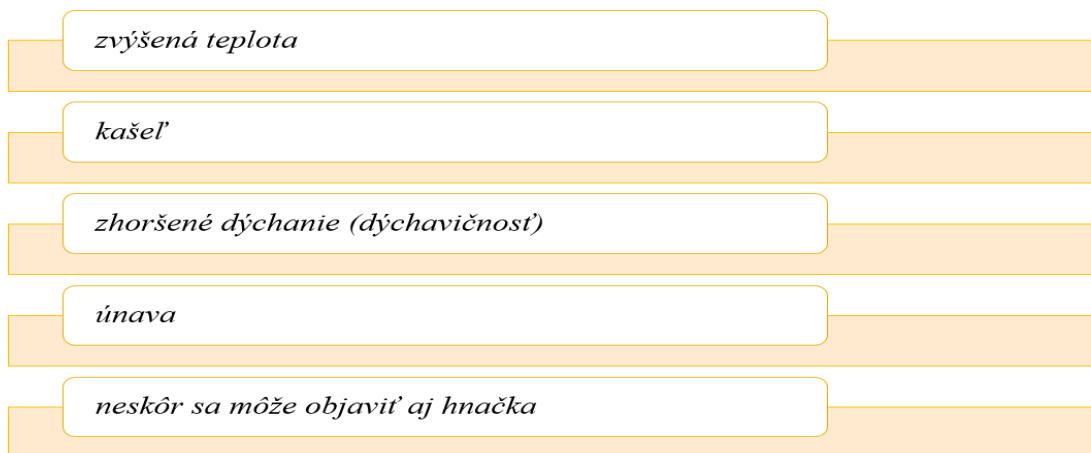 zvýšená teplota
kašeľ
zhoršené dýchanie (dýchavičnosť)
únava
neskôr sa môže objaviť aj hnačka